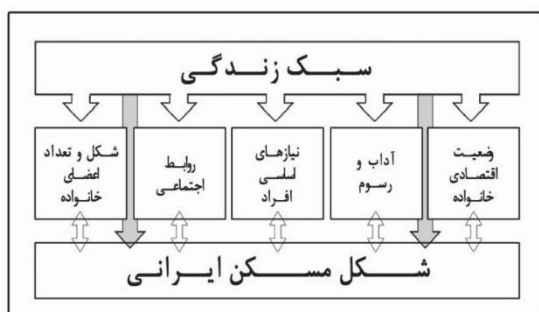 سبک زندگی
وضعیت
اقتصادی
خانواده
آداب و
رسوم
نیازهای
اساسی
افراد
روابط
اجتماعی
شکل و تعداد
اعضای
خانواده
شکل مسکن ایرانی